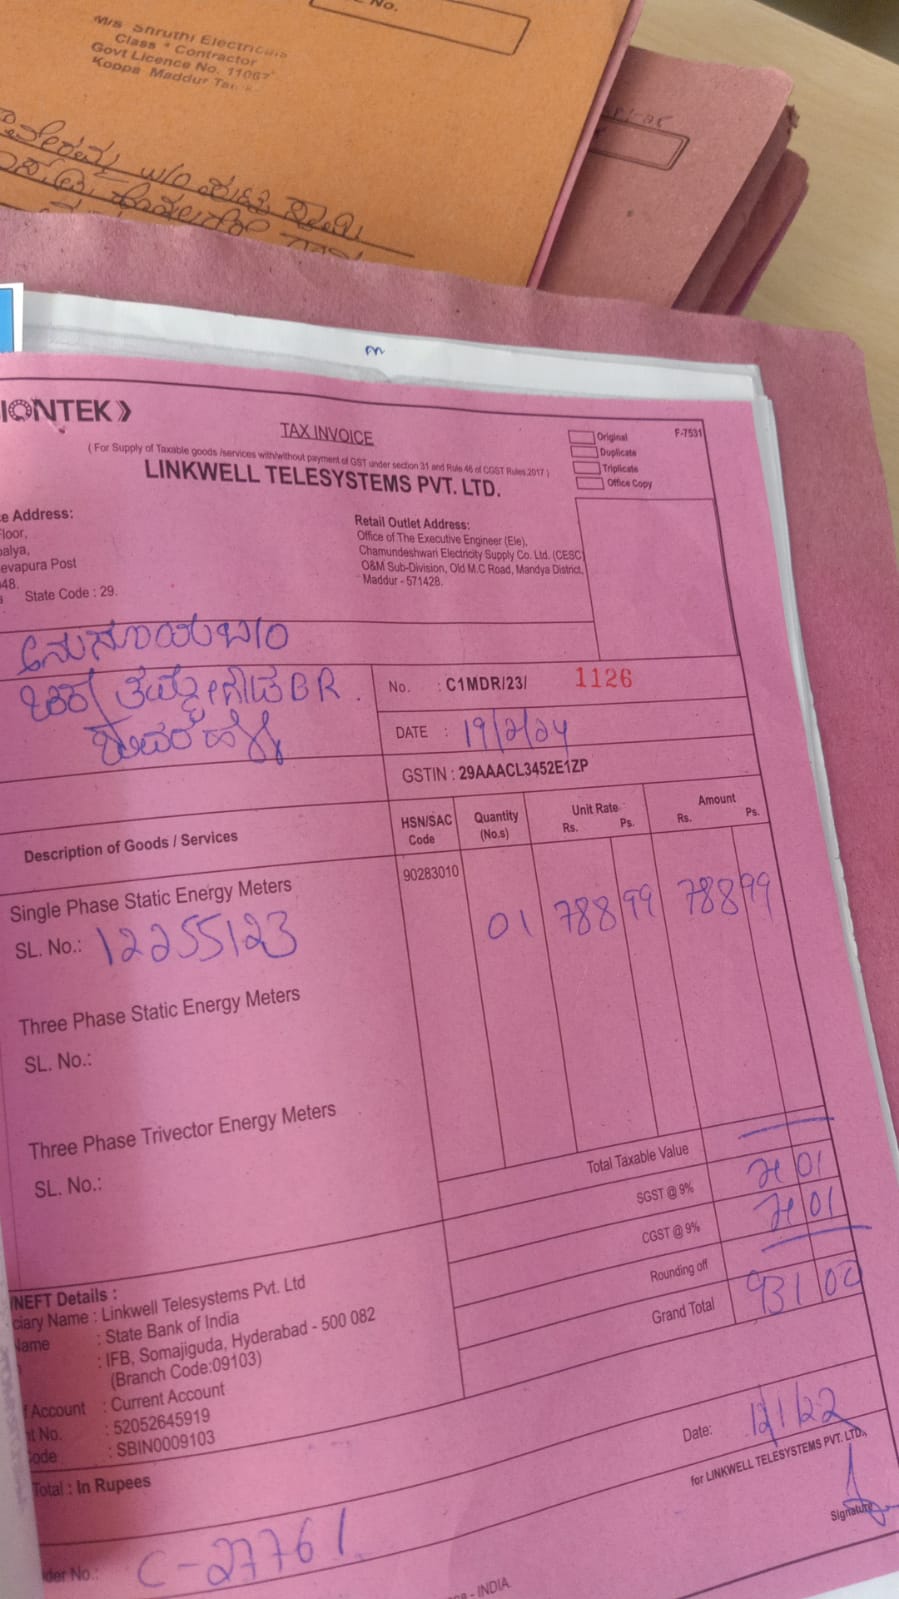 No.
M/s Shruthi Electricals
Class Contractor
Govt Licence No. 11067
Koppa Maddur
IONTEK
TAX INVOICE
(For Supply of Taxable goods /services with/without payment of GST under section 31 and Rule 46 of CGST Rules 2017)
LINKWELL TELESYSTEMS PVT. LTD.
F-7531
Original
Duplicate
Triplicate
Office Copy
e Address:
Floor,
palya,
evapura Post
48.
State Code : 29.
Retail Outlet Address:
Office of The Executive Engineer (Ele),
Chamundeshwari Electricity Supply Co. Ltd. (CESC
O&M Sub-Division, Old M.C Road, Mandya District,
Maddur - 571428.
BR.
No. : C1MDR/23/ 1126
DATE : 19/2/24
GSTIN : 29AAACL3452E1ZP
Description of Goods / Services
HSN/SAC Code
Quantity (No.s)
Unit Rate Rs. Ps.
Amount Rs. Ps.
Single Phase Static Energy Meters
90283010
01 788 99 788 99
SL. No.: 12255123
Three Phase Static Energy Meters
SL. No.:
Three Phase Trivector Energy Meters
SL. No.:
Total Taxable Value
SGST @ 9% 71 01
CGST @ 9% 71 01
Rounding off
Grand Total 931 00
/NEFT Details :
ciary Name : Linkwell Telesystems Pvt. Ltd
Name : State Bank of India
: IFB, Somajiguda, Hyderabad - 500 082
(Branch Code:09103)
f Account : Current Account
nt No. : 52052645919
ode : SBIN0009103
Total : In Rupees
Date:
for LINKWELL TELESYSTEMS PVT. LTD.,
Signature
der No.: C-27761
- INDIA.